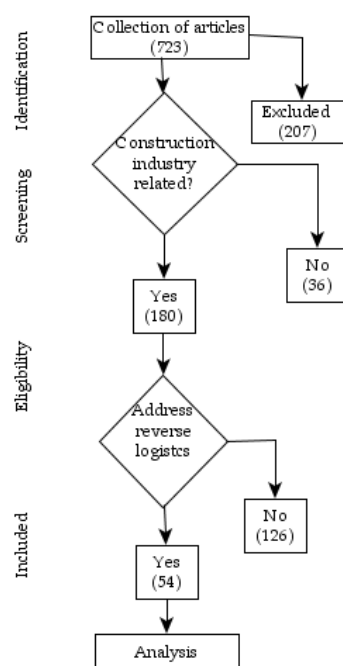 Identification
Screening
Eligibility
Included
Collection of articles
(723)
Excluded
(207)
Construction
industry
related?
No
(36)
Yes
(180)
Address
reverse
logistcs
No
(126)
Yes
(54)
Analysis